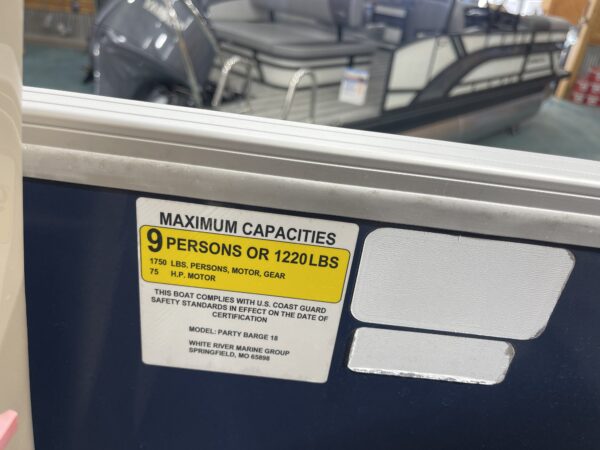 MAXIMUM CAPACITIES
9 PERSONS OR 1220 LBS
1750 LBS. PERSONS, MOTOR, GEAR
75 H.P. MOTOR
THIS BOAT COMPLIES WITH U.S. COAST GUARD
SAFETY STANDARDS IN EFFECT ON THE DATE OF
CERTIFICATION
MODEL: PARTY BARGE 18
WHITE RIVER MARINE GROUP
SPRINGFIELD, MO 65898